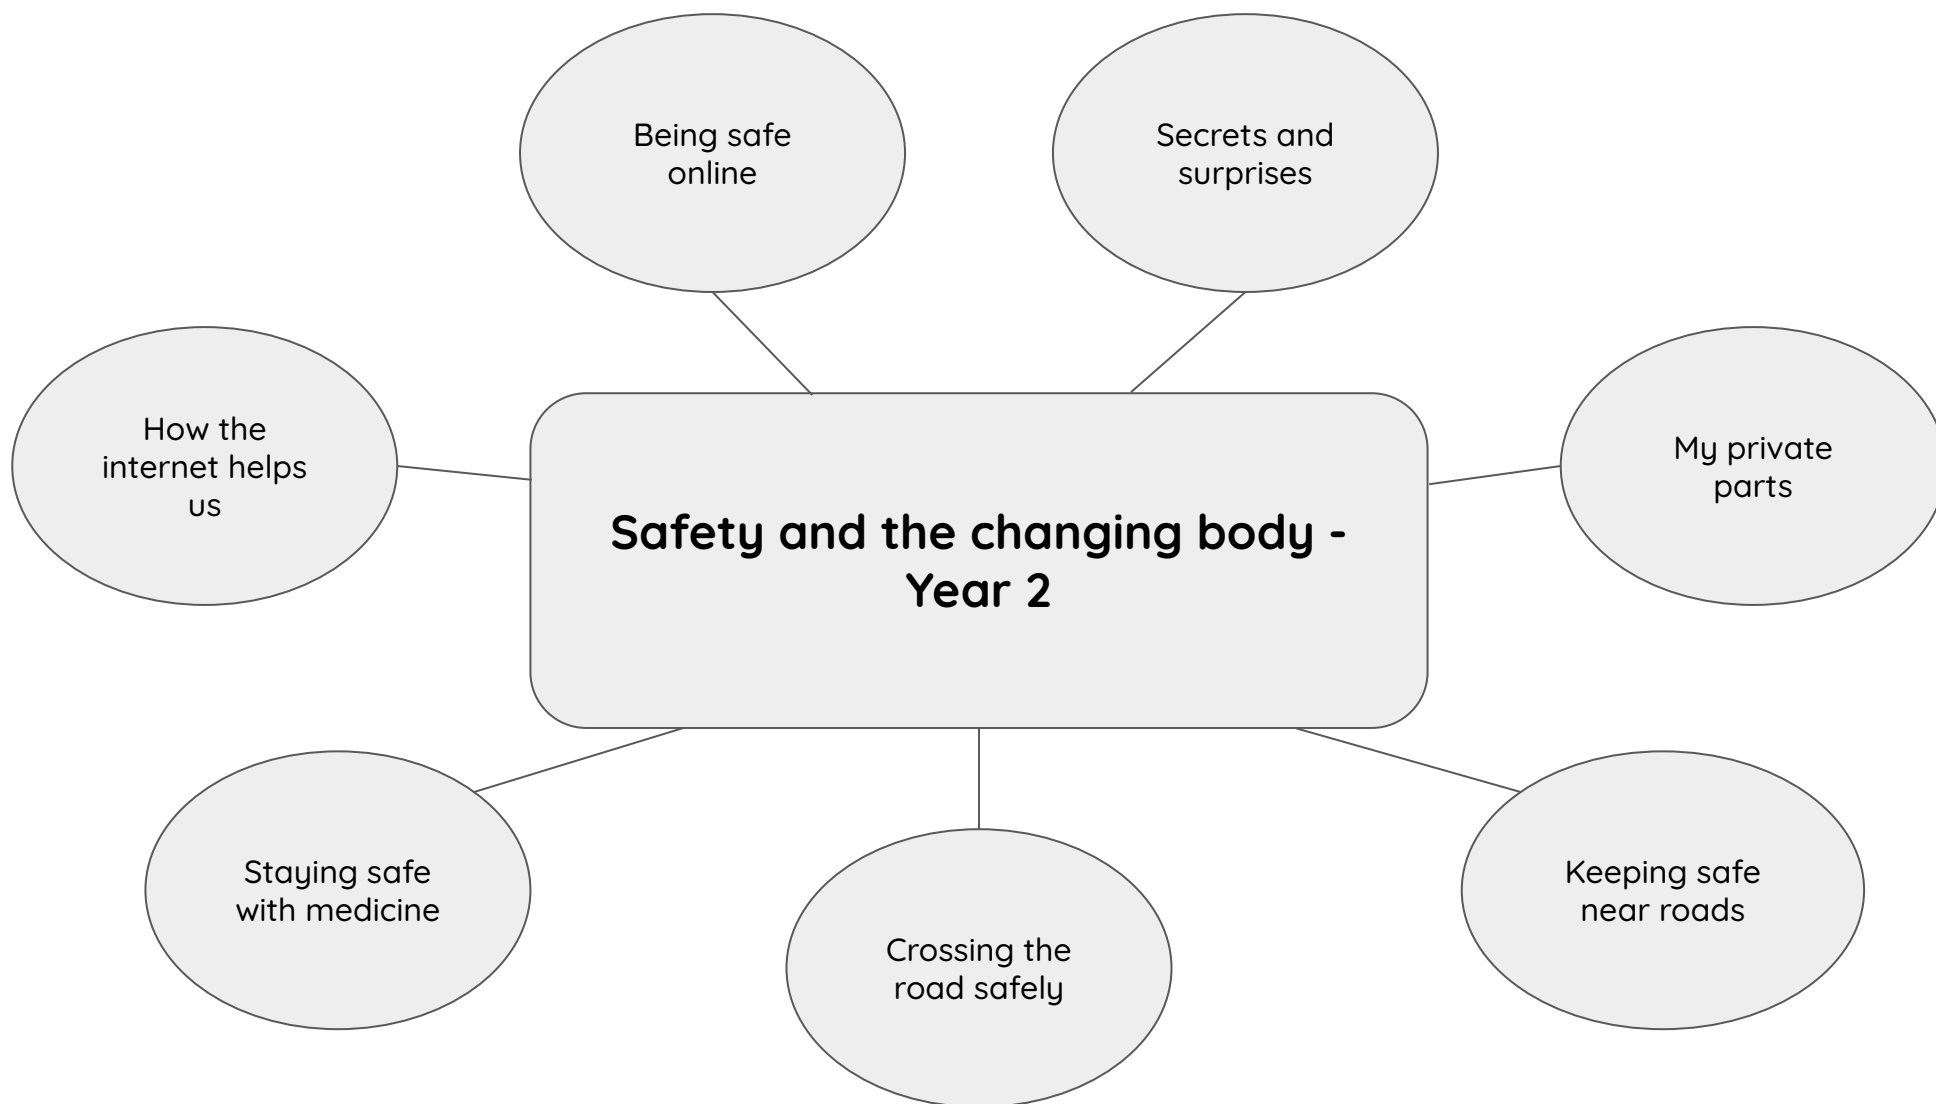 Being safe
online
Secrets and
surprises
How the
internet helps
us
My private
parts
Safety and the changing body -
Year 2
Staying safe
with medicine
Crossing the
road safely
Keeping safe
near roads